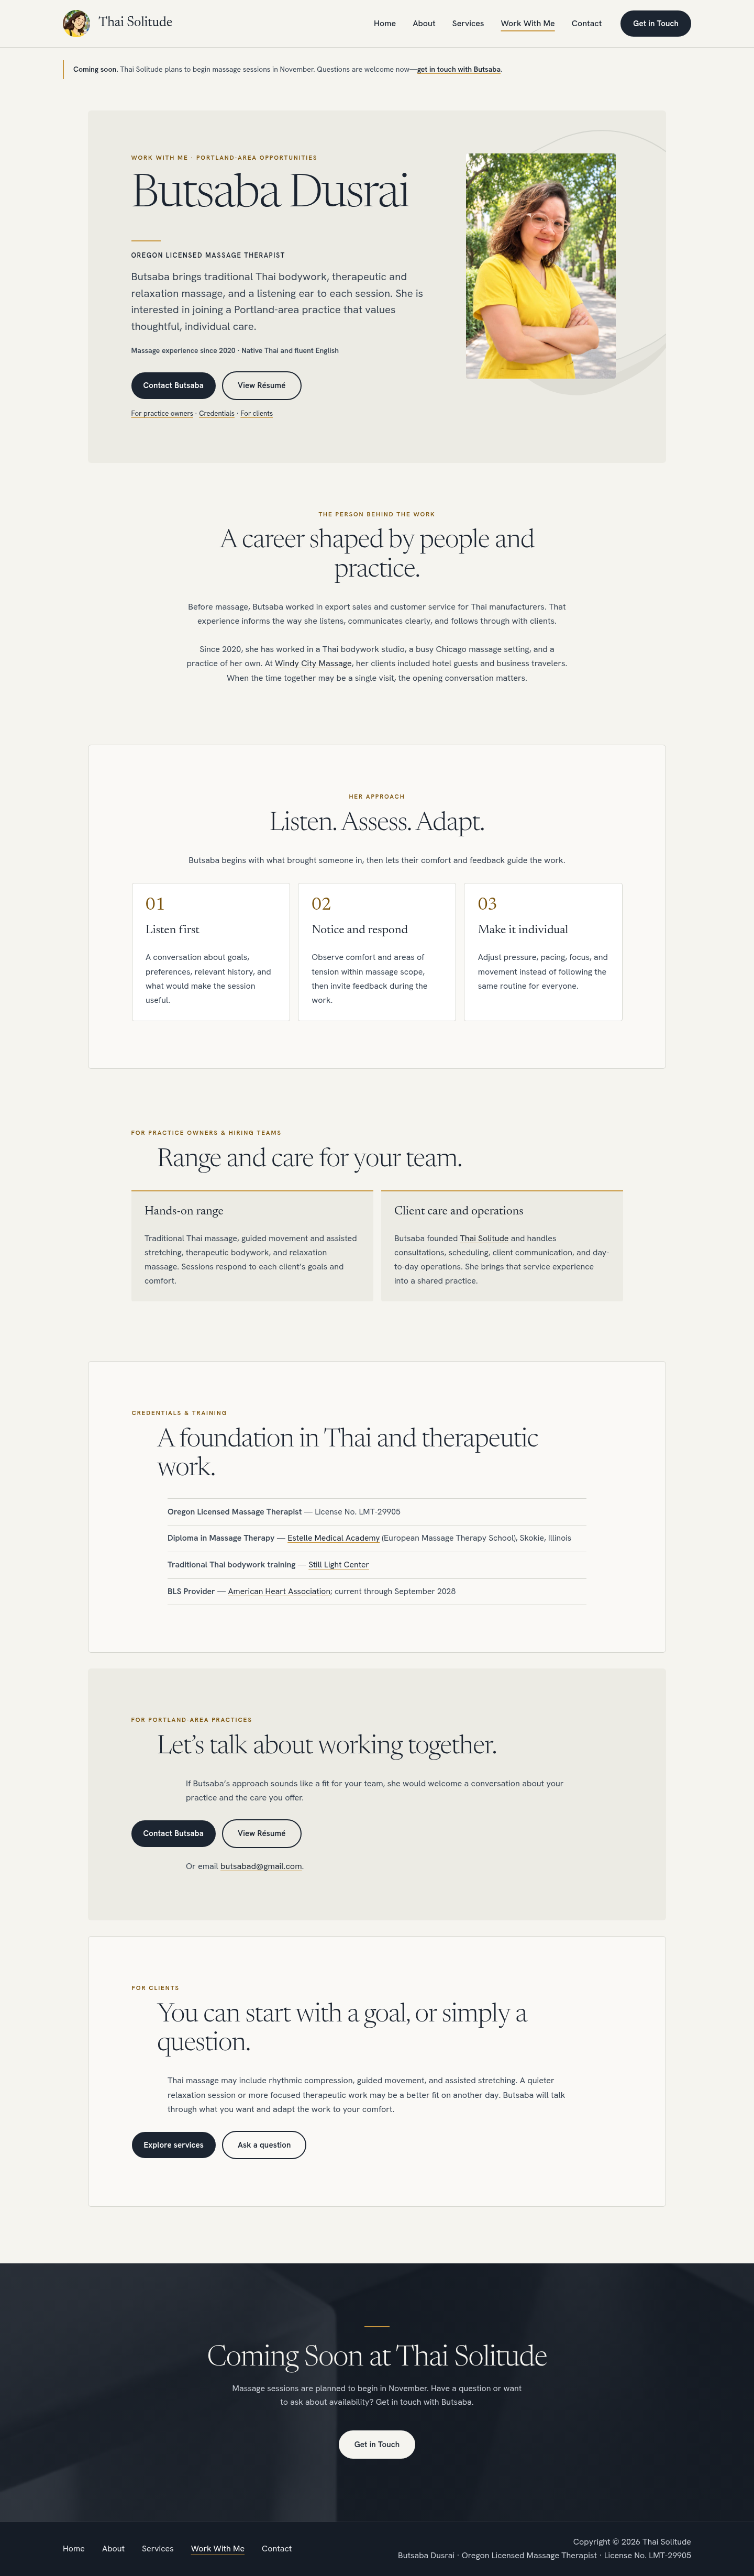 Thai Solitude
Home
About
Services
Work With Me
Contact
Get in Touch
Coming soon. Thai Solitude plans to begin massage sessions in November. Questions are welcome now—get in touch with Butsaba.
WORK WITH ME · PORTLAND-AREA OPPORTUNITIES
Butsaba Dusrai
OREGON LICENSED MASSAGE THERAPIST
Butsaba brings traditional Thai bodywork, therapeutic and
relaxation massage, and a listening ear to each session. She is
interested in joining a Portland-area practice that values
thoughtful, individual care.
Massage experience since 2020 · Native Thai and fluent English
Contact Butsaba
View Résumé
For practice owners · Credentials · For clients
THE PERSON BEHIND THE WORK
A career shaped by people and
practice.
Before massage, Butsaba worked in export sales and customer service for Thai manufacturers. That
experience informs the way she listens, communicates clearly, and follows through with clients.
Since 2020, she has worked in a Thai bodywork studio, a busy Chicago massage setting, and a
practice of her own. At Windy City Massage, her clients included hotel guests and business travelers.
When the time together may be a single visit, the opening conversation matters.
HER APPROACH
Listen. Assess. Adapt.
Butsaba begins with what brought someone in, then lets their comfort and feedback guide the work.
01
Listen first
A conversation about goals,
preferences, relevant history, and
what would make the session
useful.
02
Notice and respond
Observe comfort and areas of
tension within massage scope,
then invite feedback during the
work.
03
Make it individual
Adjust pressure, pacing, focus, and
movement instead of following the
same routine for everyone.
FOR PRACTICE OWNERS & HIRING TEAMS
Range and care for your team.
Hands-on range
Traditional Thai massage, guided movement and assisted
stretching, therapeutic bodywork, and relaxation
massage. Sessions respond to each client’s goals and
comfort.
Client care and operations
Butsaba founded Thai Solitude and handles
consultations, scheduling, client communication, and day-
to-day operations. She brings that service experience
into a shared practice.
CREDENTIALS & TRAINING
A foundation in Thai and therapeutic
work.
Oregon Licensed Massage Therapist — License No. LMT-29905
Diploma in Massage Therapy — Estelle Medical Academy (European Massage Therapy School), Skokie, Illinois
Traditional Thai bodywork training — Still Light Center
BLS Provider — American Heart Association; current through September 2028
FOR PORTLAND-AREA PRACTICES
Let’s talk about working together.
If Butsaba’s approach sounds like a fit for your team, she would welcome a conversation about your
practice and the care you offer.
Contact Butsaba
View Résumé
Or email butsabad@gmail.com.
FOR CLIENTS
You can start with a goal, or simply a
question.
Thai massage may include rhythmic compression, guided movement, and assisted stretching. A quieter
relaxation session or more focused therapeutic work may be a better fit on another day. Butsaba will talk
through what you want and adapt the work to your comfort.
Explore services
Ask a question
Coming Soon at Thai Solitude
Massage sessions are planned to begin in November. Have a question or want
to ask about availability? Get in touch with Butsaba.
Get in Touch
Home
About
Services
Work With Me
Contact
Copyright © 2026 Thai Solitude
Butsaba Dusrai · Oregon Licensed Massage Therapist · License No. LMT-29905